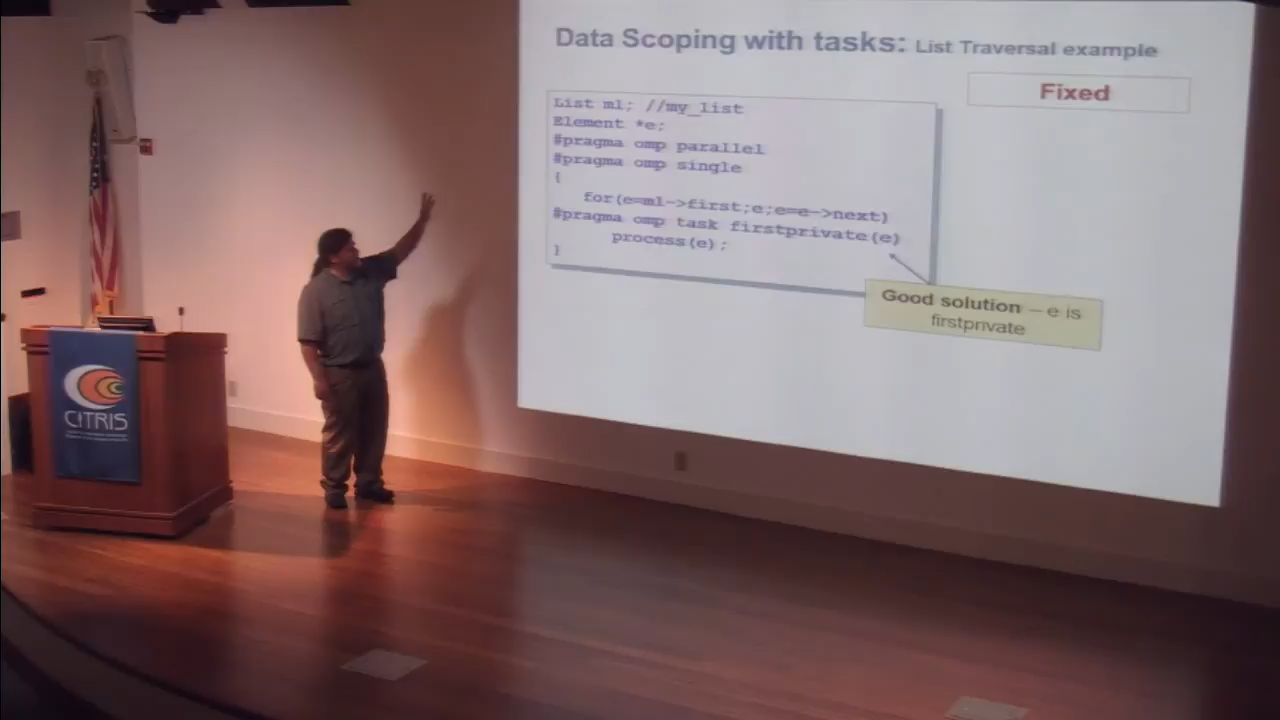 Data Scoping with tasks: List Traversal example
Fixed
List ml; //my_list
Element *e;
#pragma omp parallel
#pragma omp single
{
for(e=ml->first;e;e=e->next)
#pragma omp task firstprivate(e)
process(e);
}
Good solution – e is
firstprivate
CITRIS